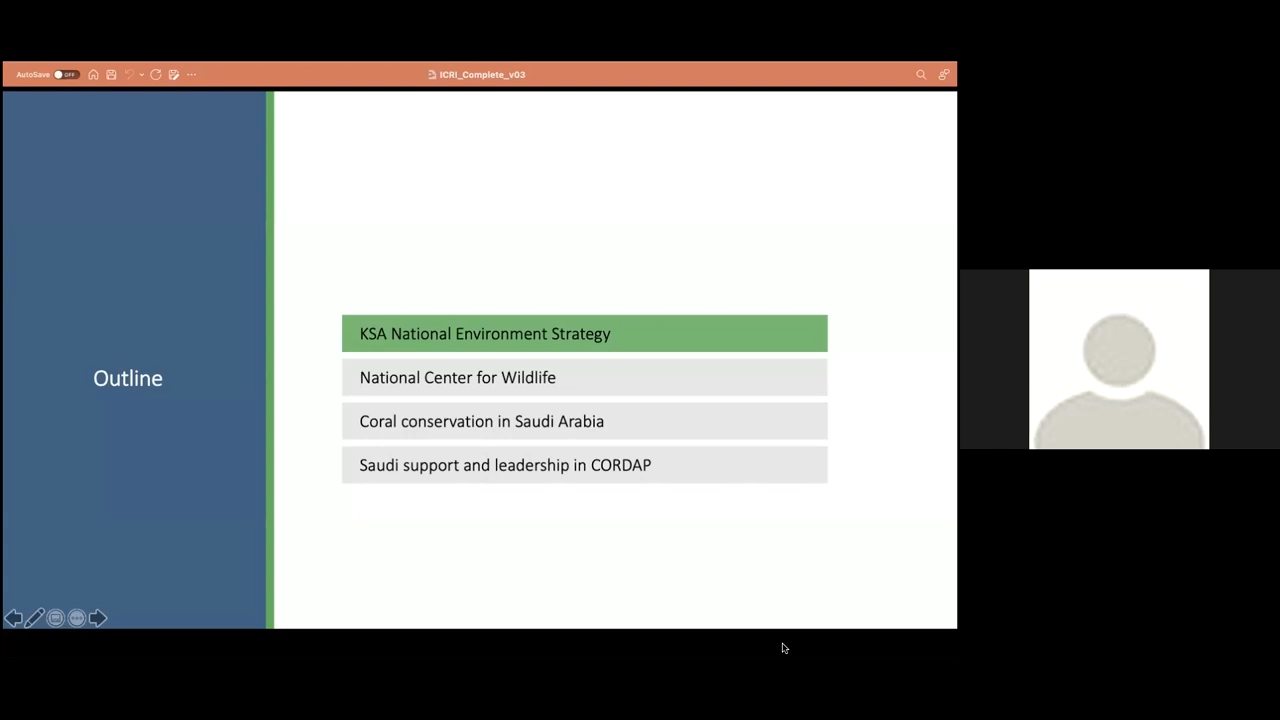 AutoSave OFF
ICRI_Complete_v03
Outline
KSA National Environment Strategy
National Center for Wildlife
Coral conservation in Saudi Arabia
Saudi support and leadership in CORDAP